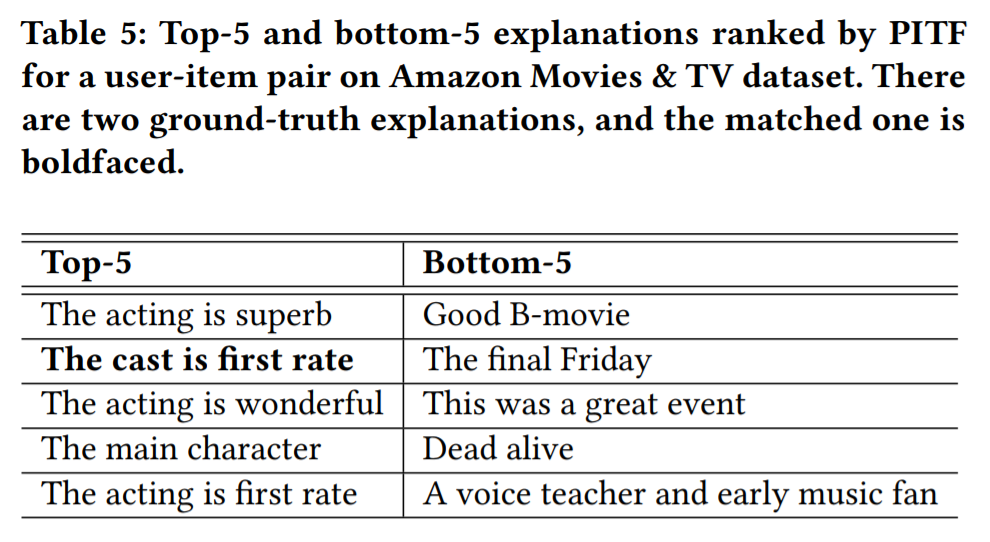 Table 5: Top-5 and bottom-5 explanations ranked by PITF
for a user-item pair on Amazon Movies & TV dataset. There
are two ground-truth explanations, and the matched one is
boldfaced.
Top-5 Bottom-5
The acting is superb Good B-movie
The cast is first rate The final Friday
The acting is wonderful This was a great event
The main character Dead alive
The acting is first rate A voice teacher and early music fan